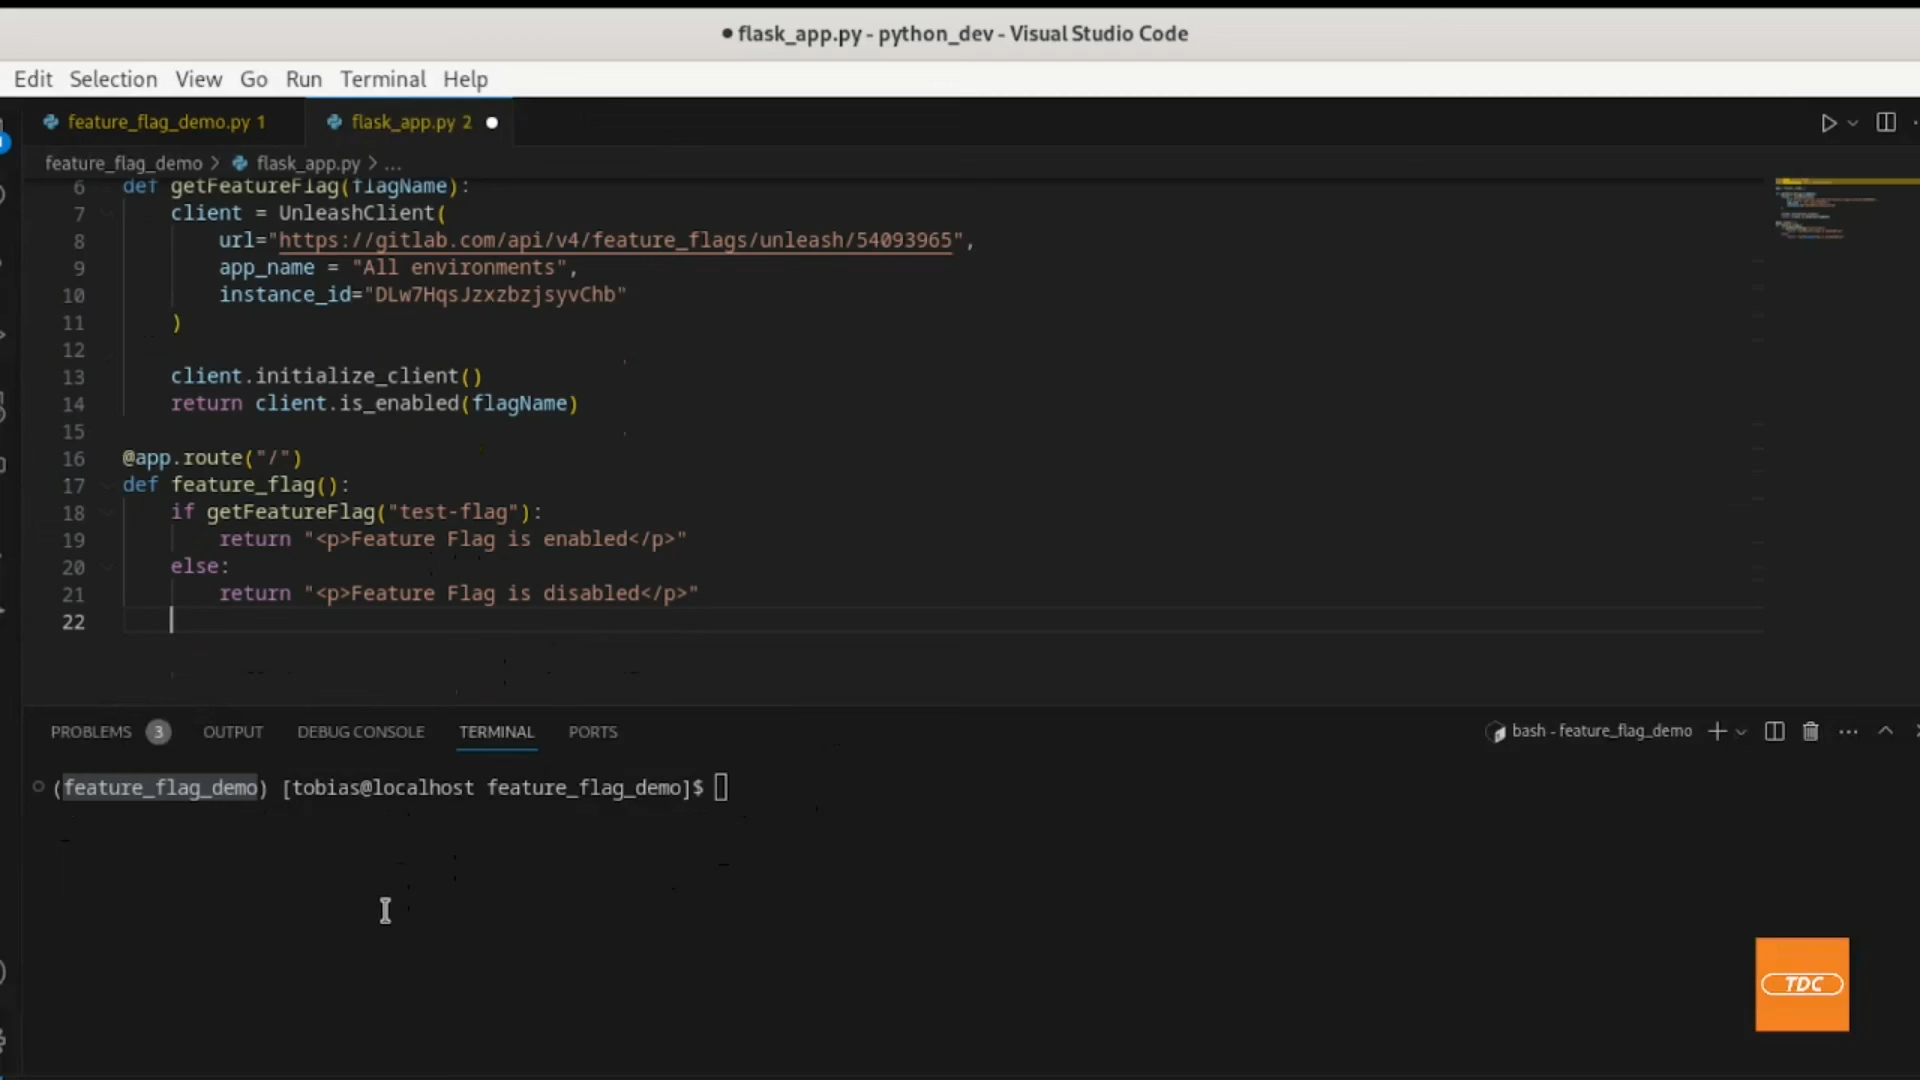 flask_app.py - python_dev - Visual Studio Code
Edit Selection View Go Run Terminal Help
feature_flag_demo.py 1 flask_app.py 2
feature_flag_demo > flask_app.py > ...
6 def getFeatureFlag(flagName):
7 client = UnleashClient(
8 url="https://gitlab.com/api/v4/feature_flags/unleash/54093965",
9 app_name = "All environments",
10 instance_id="DLw7HqsJzxzbzjsyvChb"
11 )
12
13 client.initialize_client()
14 return client.is_enabled(flagName)
15
16 @app.route("/")
17 def feature_flag():
18 if getFeatureFlag("test-flag"):
19 return "<p>Feature Flag is enabled</p>"
20 else:
21 return "<p>Feature Flag is disabled</p>"
22
PROBLEMS 3 OUTPUT DEBUG CONSOLE TERMINAL PORTS bash - feature_flag_demo
(feature_flag_demo) [tobias@localhost feature_flag_demo]$
TDC